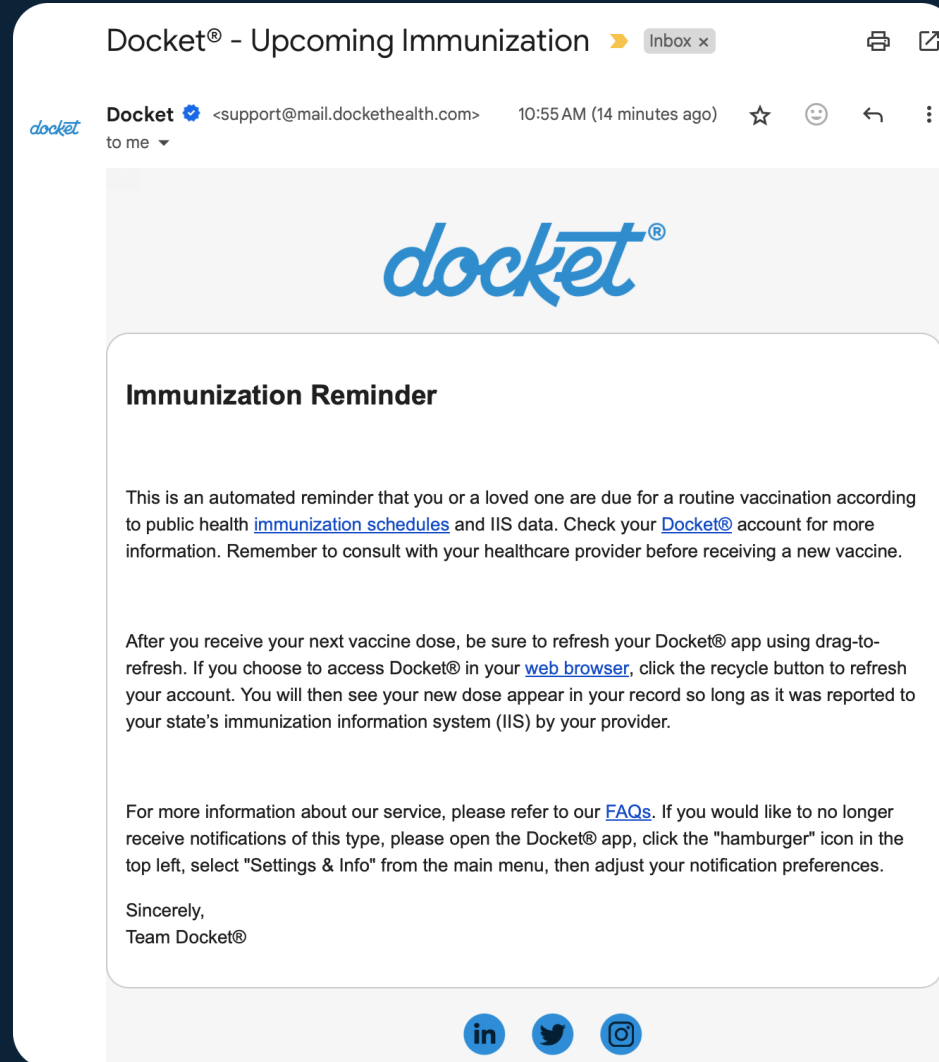 Docket® - Upcoming Immunization Inbox ×
docket
Docket <support@mail.dockethealth.com> 10:55 AM (14 minutes ago)
to me
docket®
Immunization Reminder
This is an automated reminder that you or a loved one are due for a routine vaccination according
to public health immunization schedules and IIS data. Check your Docket® account for more
information. Remember to consult with your healthcare provider before receiving a new vaccine.
After you receive your next vaccine dose, be sure to refresh your Docket® app using drag-to-
refresh. If you choose to access Docket® in your web browser, click the recycle button to refresh
your account. You will then see your new dose appear in your record so long as it was reported to
your state’s immunization information system (IIS) by your provider.
For more information about our service, please refer to our FAQs. If you would like to no longer
receive notifications of this type, please open the Docket® app, click the "hamburger" icon in the
top left, select "Settings & Info" from the main menu, then adjust your notification preferences.
Sincerely,
Team Docket®
in